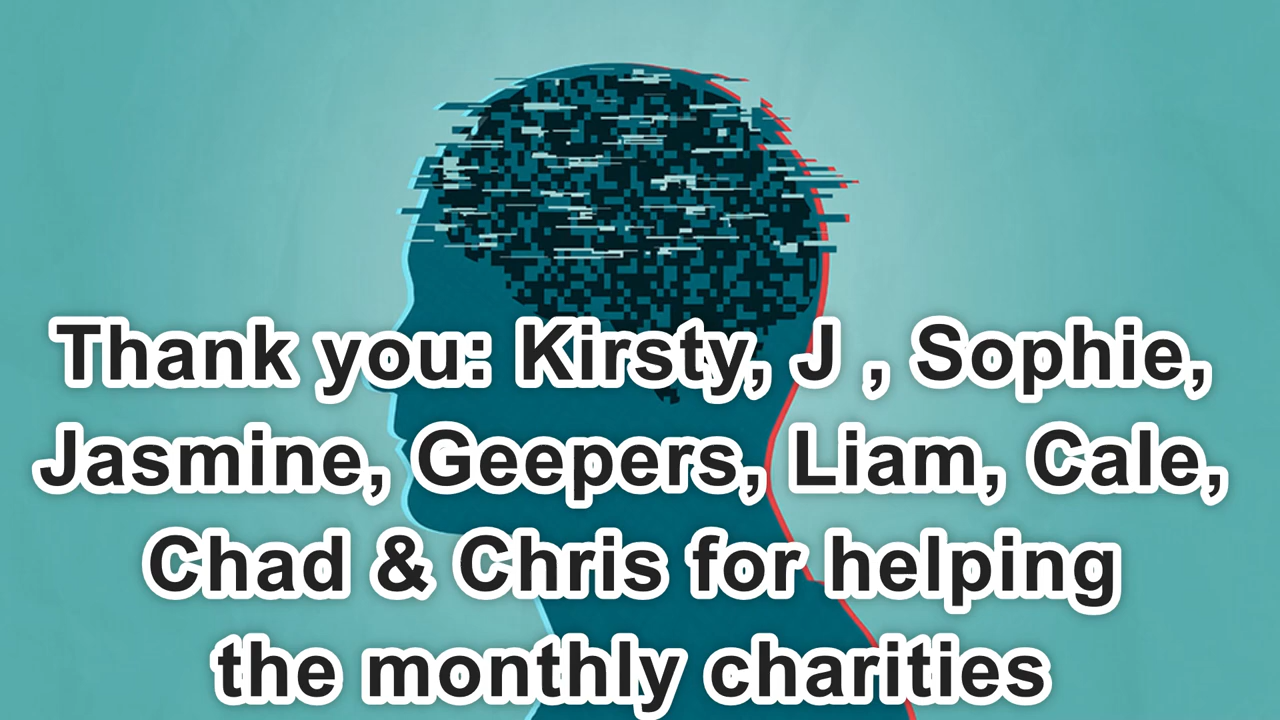 Thank you: Kirsty, J , Sophie,
Jasmine, Geepers, Liam, Cale,
Chad & Chris for helping
the monthly charities